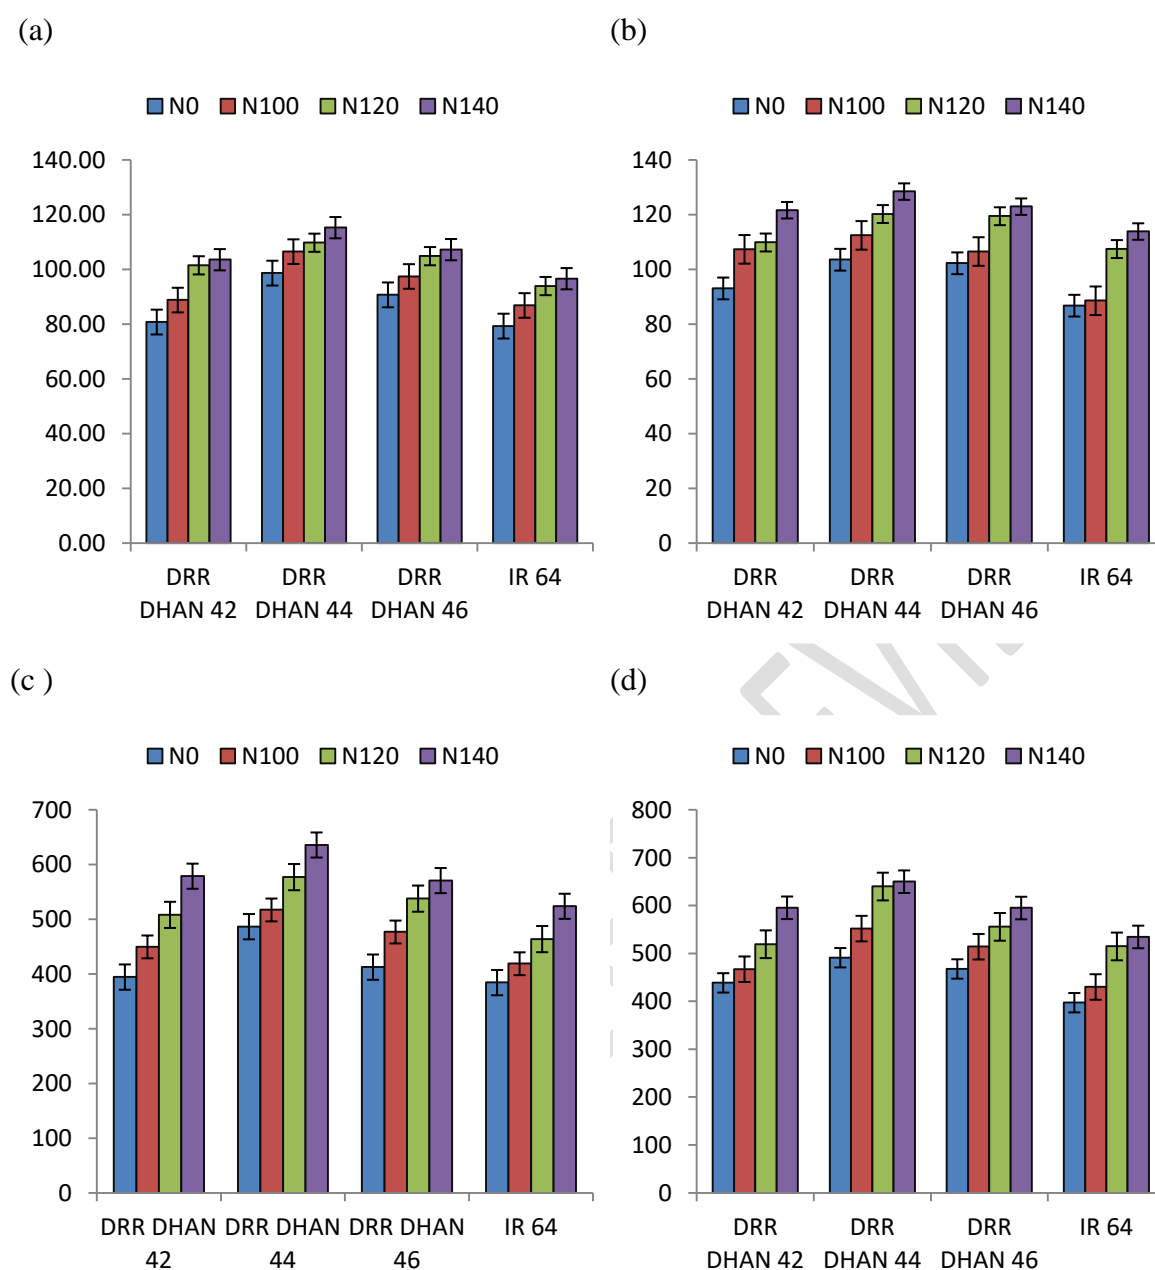 (a)
N0 N100 N120 N140
140.00
120.00
100.00
80.00
60.00
40.00
20.00
0.00
DRR DRR DRR IR 64
DHAN 42 DHAN 44 DHAN 46
(b)
N0 N100 N120 N140
140
120
100
80
60
40
20
0
DRR DRR DRR IR 64
DHAN 42 DHAN 44 DHAN 46
(c )
N0 N100 N120 N140
700
600
500
400
300
200
100
0
DRR DHAN DRR DHAN DRR DHAN IR 64
42 44 46
(d)
N0 N100 N120 N140
800
700
600
500
400
300
200
100
0
DRR DRR DRR IR 64
DHAN 42 DHAN 44 DHAN 46